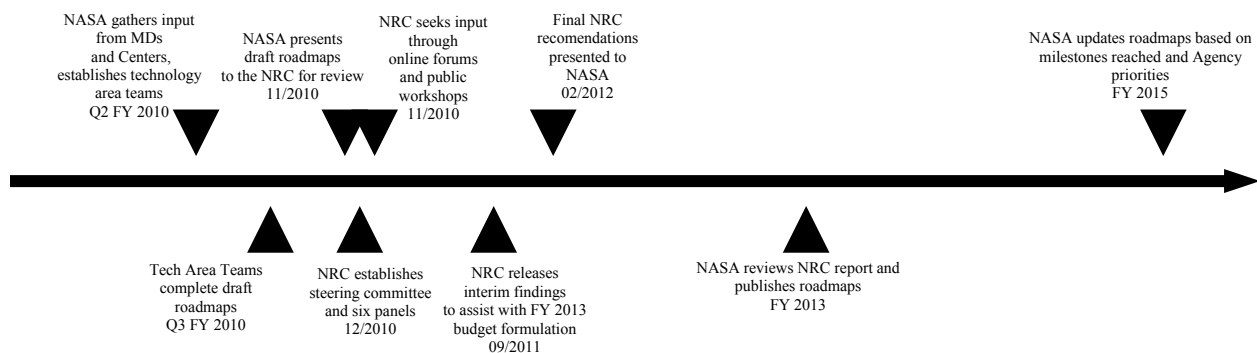 NASA gathers input
from MDs
and Centers,
establishes technology
area teams
Q2 FY 2010
NASA presents
draft roadmaps
to the NRC for review
11/2010
NRC seeks input
through
online forums
and public
workshops
11/2010
Final NRC
recomendations
presented to
NASA
02/2012
NASA updates roadmaps based on
milestones reached and Agency
priorities
FY 2015
Tech Area Teams
complete draft
roadmaps
Q3 FY 2010
NRC establishes
steering committee
and six panels
12/2010
NRC releases
interim findings
to assist with FY 2013
budget formulation
09/2011
NASA reviews NRC report and
publishes roadmaps
FY 2013